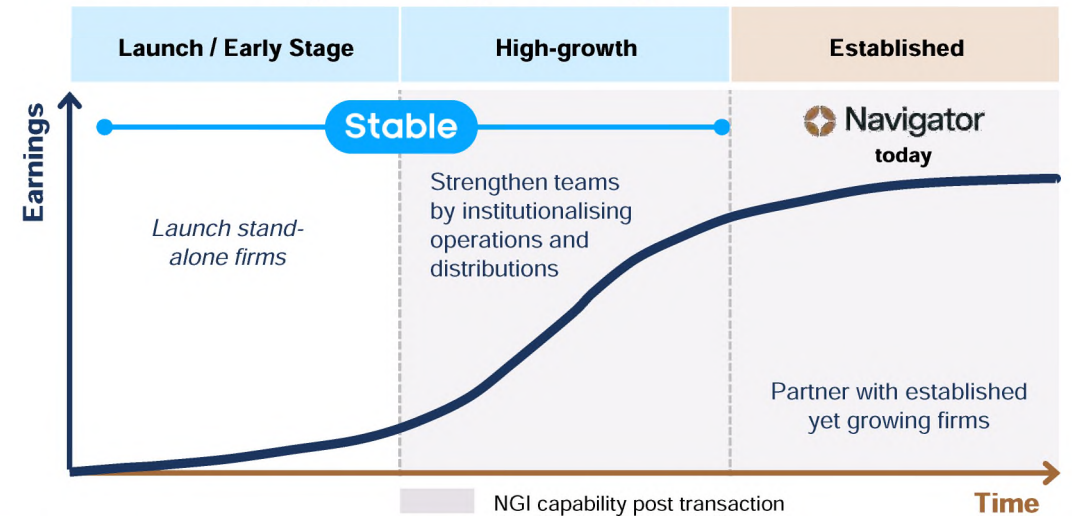 Launch / Early Stage
High-growth
Established
Earnings
Stable
Navigator
today
Launch stand-
alone firms
Strengthen teams
by institutionalising
operations and
distributions
Partner with established
yet growing firms
NGI capability post transaction
Time